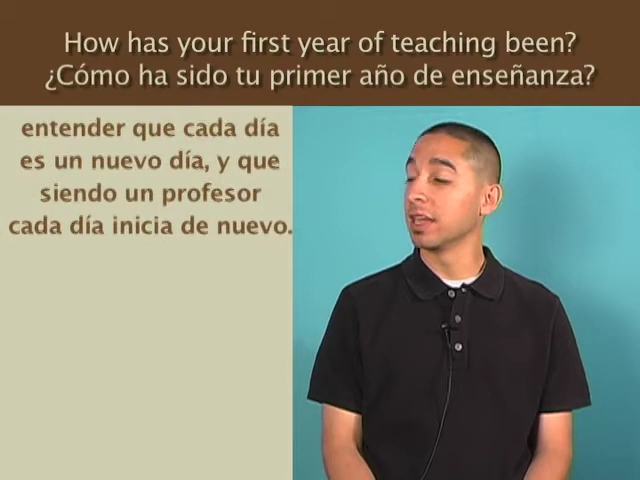 How has your first year of teaching been?
¿Cómo ha sido tu primer año de enseñanza?
entender que cada día
es un nuevo día, y que
siendo un profesor
cada día inicia de nuevo.